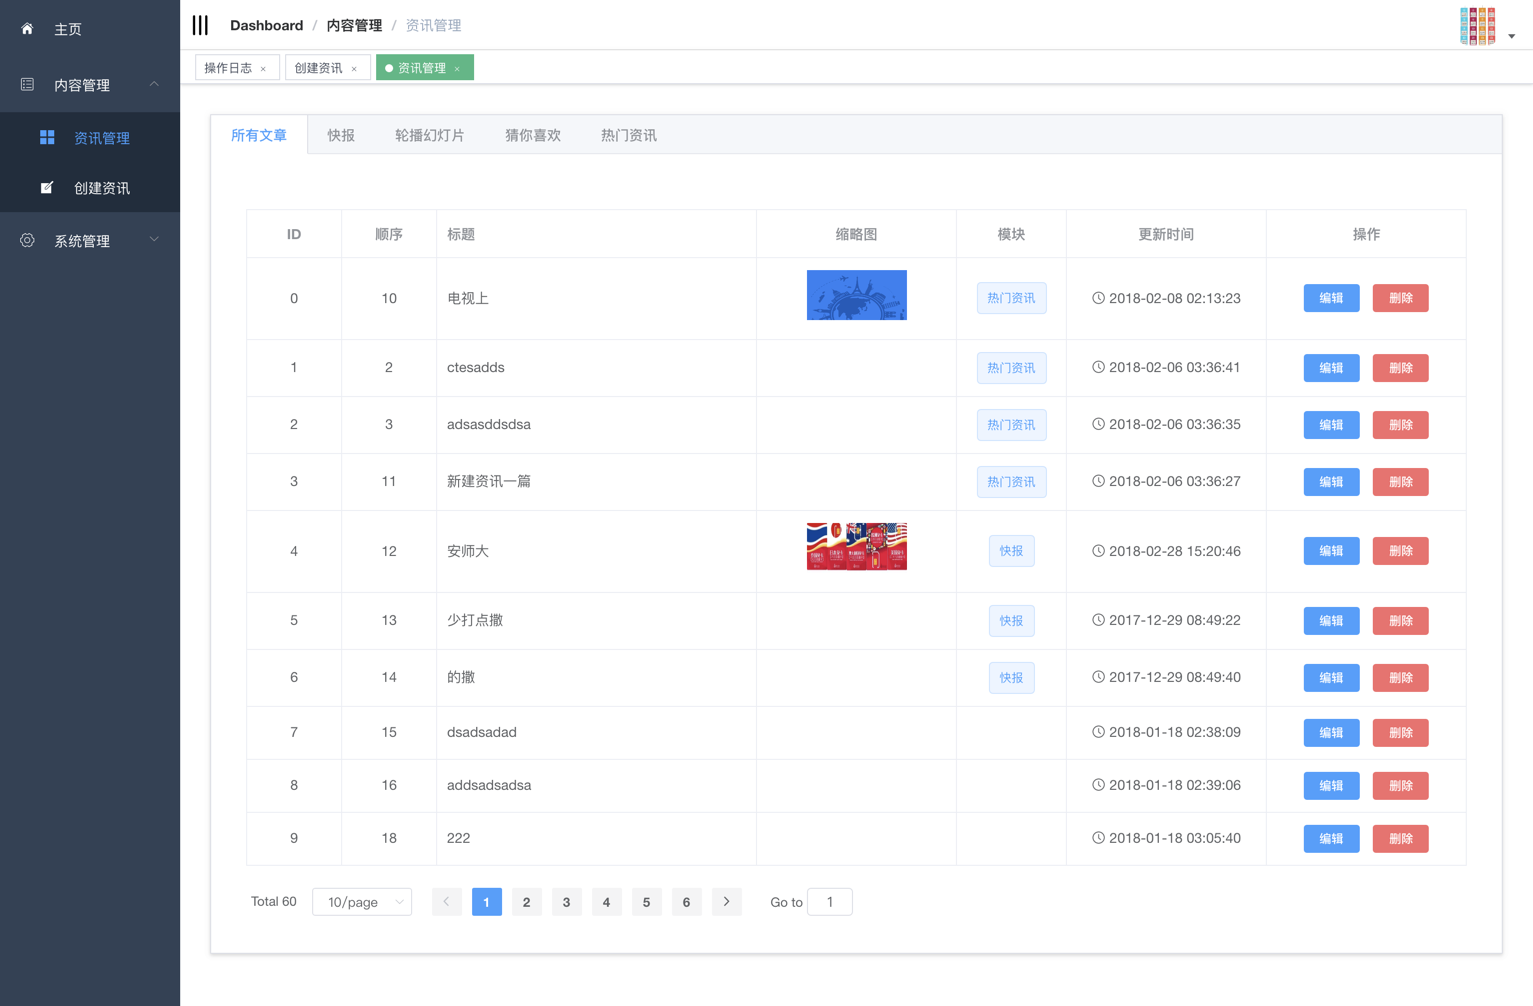 主页
内容管理
资讯管理
创建资讯
系统管理
Dashboard / 内容管理 / 资讯管理
操作日志 × 创建资讯 × 资讯管理 ×
所有文章 快报 轮播幻灯片 猜你喜欢 热门资讯
ID 顺序 标题 缩略图 模块 更新时间 操作
0 10 电视上 热门资讯 2018-02-08 02:13:23 编辑 删除
1 2 ctesadds 热门资讯 2018-02-06 03:36:41 编辑 删除
2 3 adsasddsdsa 热门资讯 2018-02-06 03:36:35 编辑 删除
3 11 新建资讯一篇 热门资讯 2018-02-06 03:36:27 编辑 删除
4 12 安师大 快报 2018-02-28 15:20:46 编辑 删除
5 13 少打点撒 快报 2017-12-29 08:49:22 编辑 删除
6 14 的撒 快报 2017-12-29 08:49:40 编辑 删除
7 15 dsadsadad 2018-01-18 02:38:09 编辑 删除
8 16 addsadsadsa 2018-01-18 02:39:06 编辑 删除
9 18 222 2018-01-18 03:05:40 编辑 删除
Total 60 10/page 1 2 3 4 5 6 Go to 1